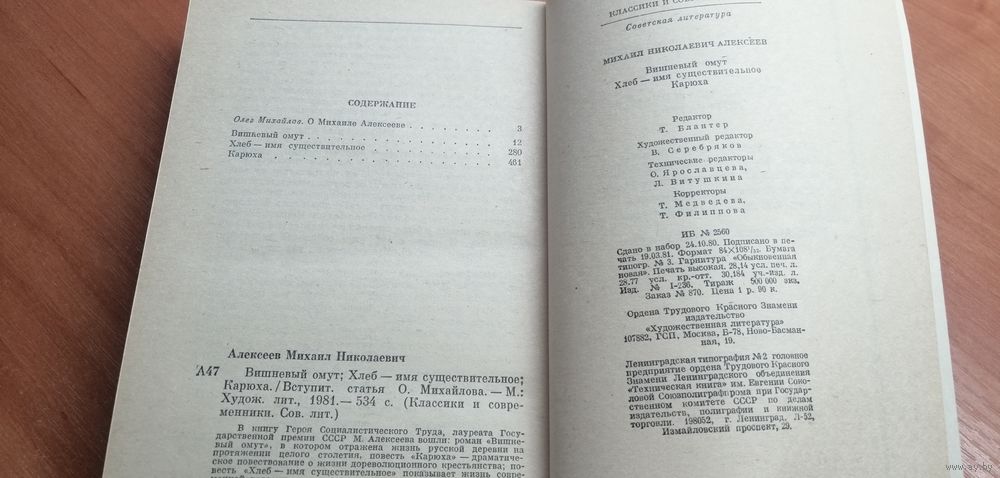 СОДЕРЖАНИЕ
Олег Михайлов. О Михаиле Алексееве . . . . . . . . 3
Вишневый омут . . . . . . . . . . . . . 12
Хлеб — имя существительное . . . . . . . . . 280
Карюха . . . . . . . . . . . . . . . 461
Алексеев Михаил Николаевич
А47 Вишневый омут; Хлеб — имя существительное;
Карюха. / Вступит. статья О. Михайлова. — М.:
Худож. лит., 1981. — 534 с. (Классики и совре-
менники. Сов. лит.)
В книгу Героя Социалистического Труда, лауреата Госу-
дарственной премии СССР М. Алексеева вошли: роман «Вишне-
вый омут», в котором отражена жизнь русской деревни на
протяжении целого столетия, повесть «Карюха» — драматиче-
ское повествование о жизни дореволюционного крестьянства; по-
весть «Хлеб — имя существительное» показывает жизнь совре-
КЛАССИКИ И
Советская литература
МИХАИЛ НИКОЛАЕВИЧ АЛЕКСЕЕВ
Вишневый омут
Хлеб — имя существительное
Карюха
Редактор
Т. Блантер
Художественный редактор
В. Серебряков
Технические редакторы
О. Ярославцева,
Л. Витушкина
Корректоры
Т. Медведева,
Т. Филиппова
ИБ № 2560
Сдано в набор 24.10.80. Подписано в пе-
чать 19.03.81. Формат 84×108¹/₃₂. Бумага
типогр. № 3. Гарнитура «Обыкновенная
новая». Печать высокая. 28,14 усл. печ. л.
28.77 усл. кр.-отт. 30,184 уч.-изд. л.
Изд. № I-236. Тираж 500 000 экз.
Заказ № 870. Цена 1 р. 90 к.
Ордена Трудового Красного Знамени
издательство
«Художественная литература»
107882, ГСП, Москва, Б-78, Ново-Басман-
ная, 19.
Ленинградская типография № 2 головное
предприятие ордена Трудового Красного
Знамени Ленинградского объединения
«Техническая книга» им. Евгении Соко-
ловой Союзполиграфпрома при Государ-
ственном комитете СССР по делам
издательств, полиграфии и книжной
торговли. 198052, г. Ленинград, Л-52,
Измайловский проспект, 29.
www.ay.by